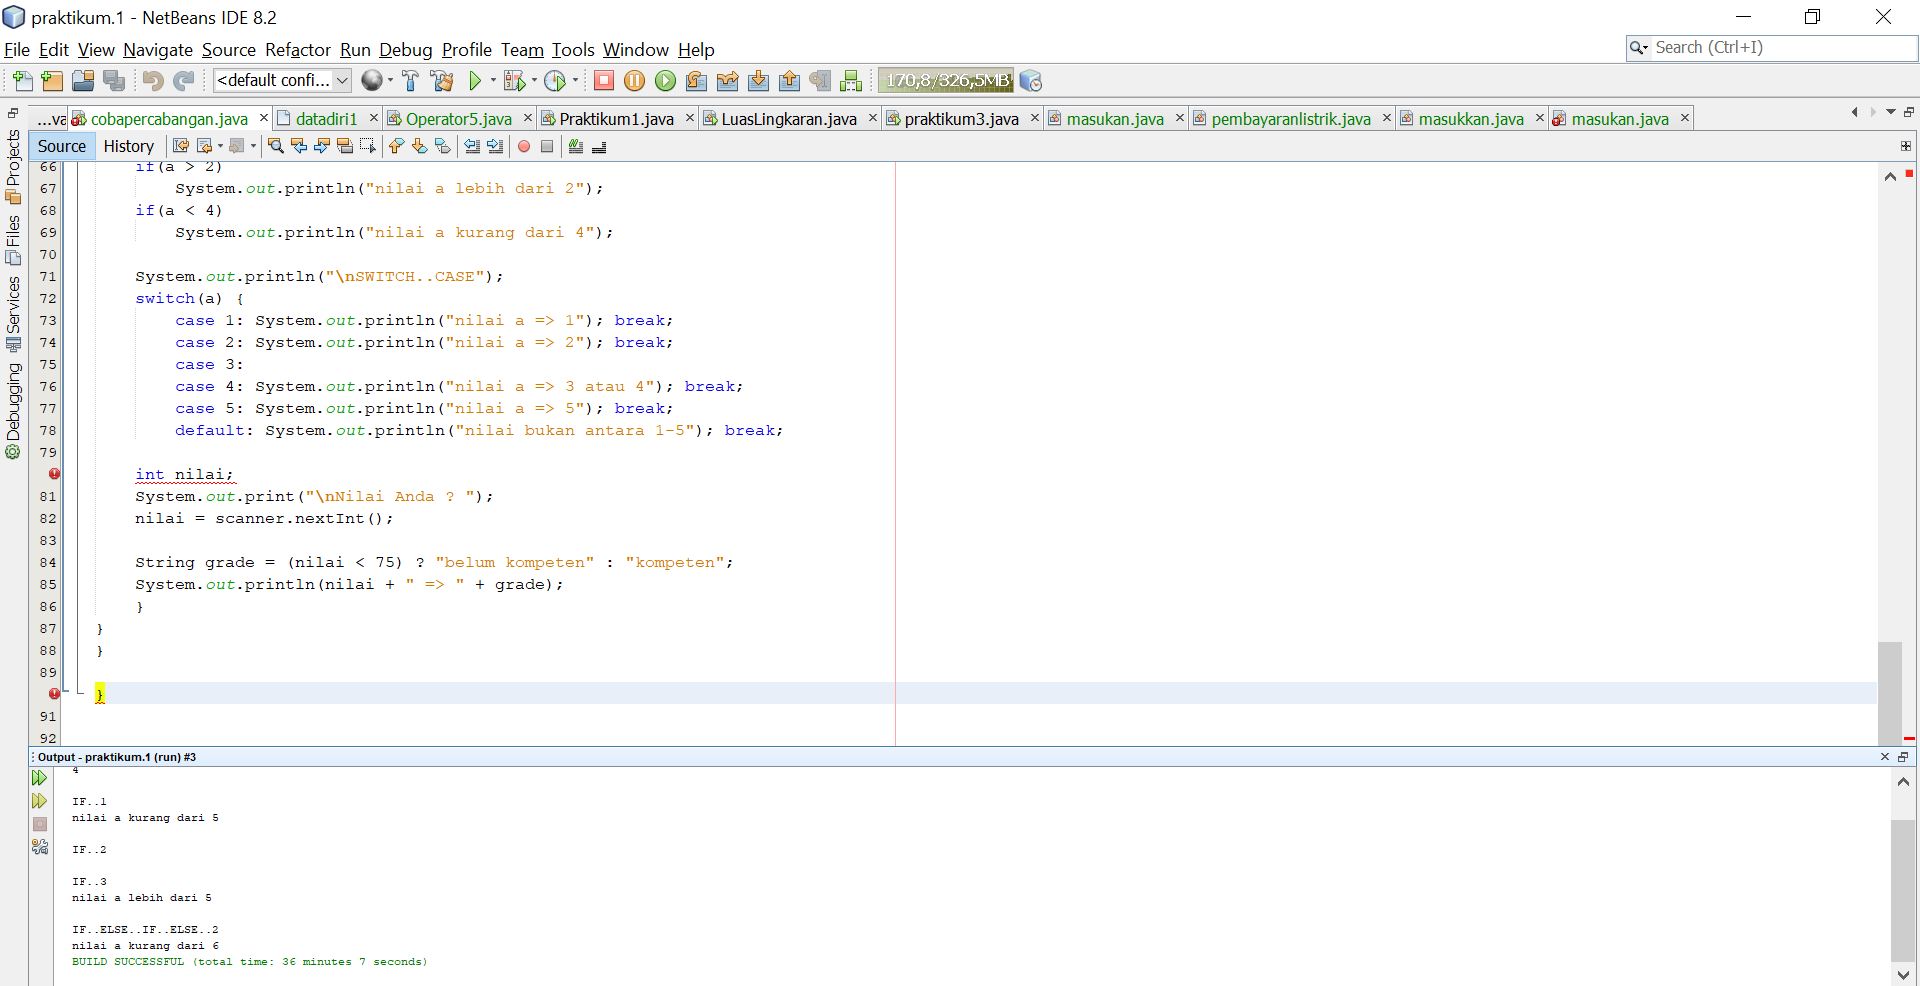 praktikum.1 - NetBeans IDE 8.2
File Edit View Navigate Source Refactor Run Debug Profile Team Tools Window Help
Search (Ctrl+I)
<default confi...
170,8/326,5MB
...va cobapercabangan.java datadiri1 Operator5.java Praktikum1.java LuasLingkaran.java praktikum3.java masukan.java pembayaranlistrik.java masukkan.java masukan.java
Source History
Projects
Files
Services
Debugging
66 if(a > 2)
67 System.out.println("nilai a lebih dari 2");
68 if(a < 4)
69 System.out.println("nilai a kurang dari 4");
70
71 System.out.println("\nSWITCH..CASE");
72 switch(a) {
73 case 1: System.out.println("nilai a => 1"); break;
74 case 2: System.out.println("nilai a => 2"); break;
75 case 3:
76 case 4: System.out.println("nilai a => 3 atau 4"); break;
77 case 5: System.out.println("nilai a => 5"); break;
78 default: System.out.println("nilai bukan antara 1-5"); break;
79
int nilai;
81 System.out.print("\nNilai Anda ? ");
82 nilai = scanner.nextInt();
83
84 String grade = (nilai < 75) ? "belum kompeten" : "kompeten";
85 System.out.println(nilai + " => " + grade);
86 }
87 }
88 }
89
}
91
92
Output - praktikum.1 (run) #3
4
IF..1
nilai a kurang dari 5
IF..2
IF..3
nilai a lebih dari 5
IF..ELSE..IF..ELSE..2
nilai a kurang dari 6
BUILD SUCCESSFUL (total time: 36 minutes 7 seconds)